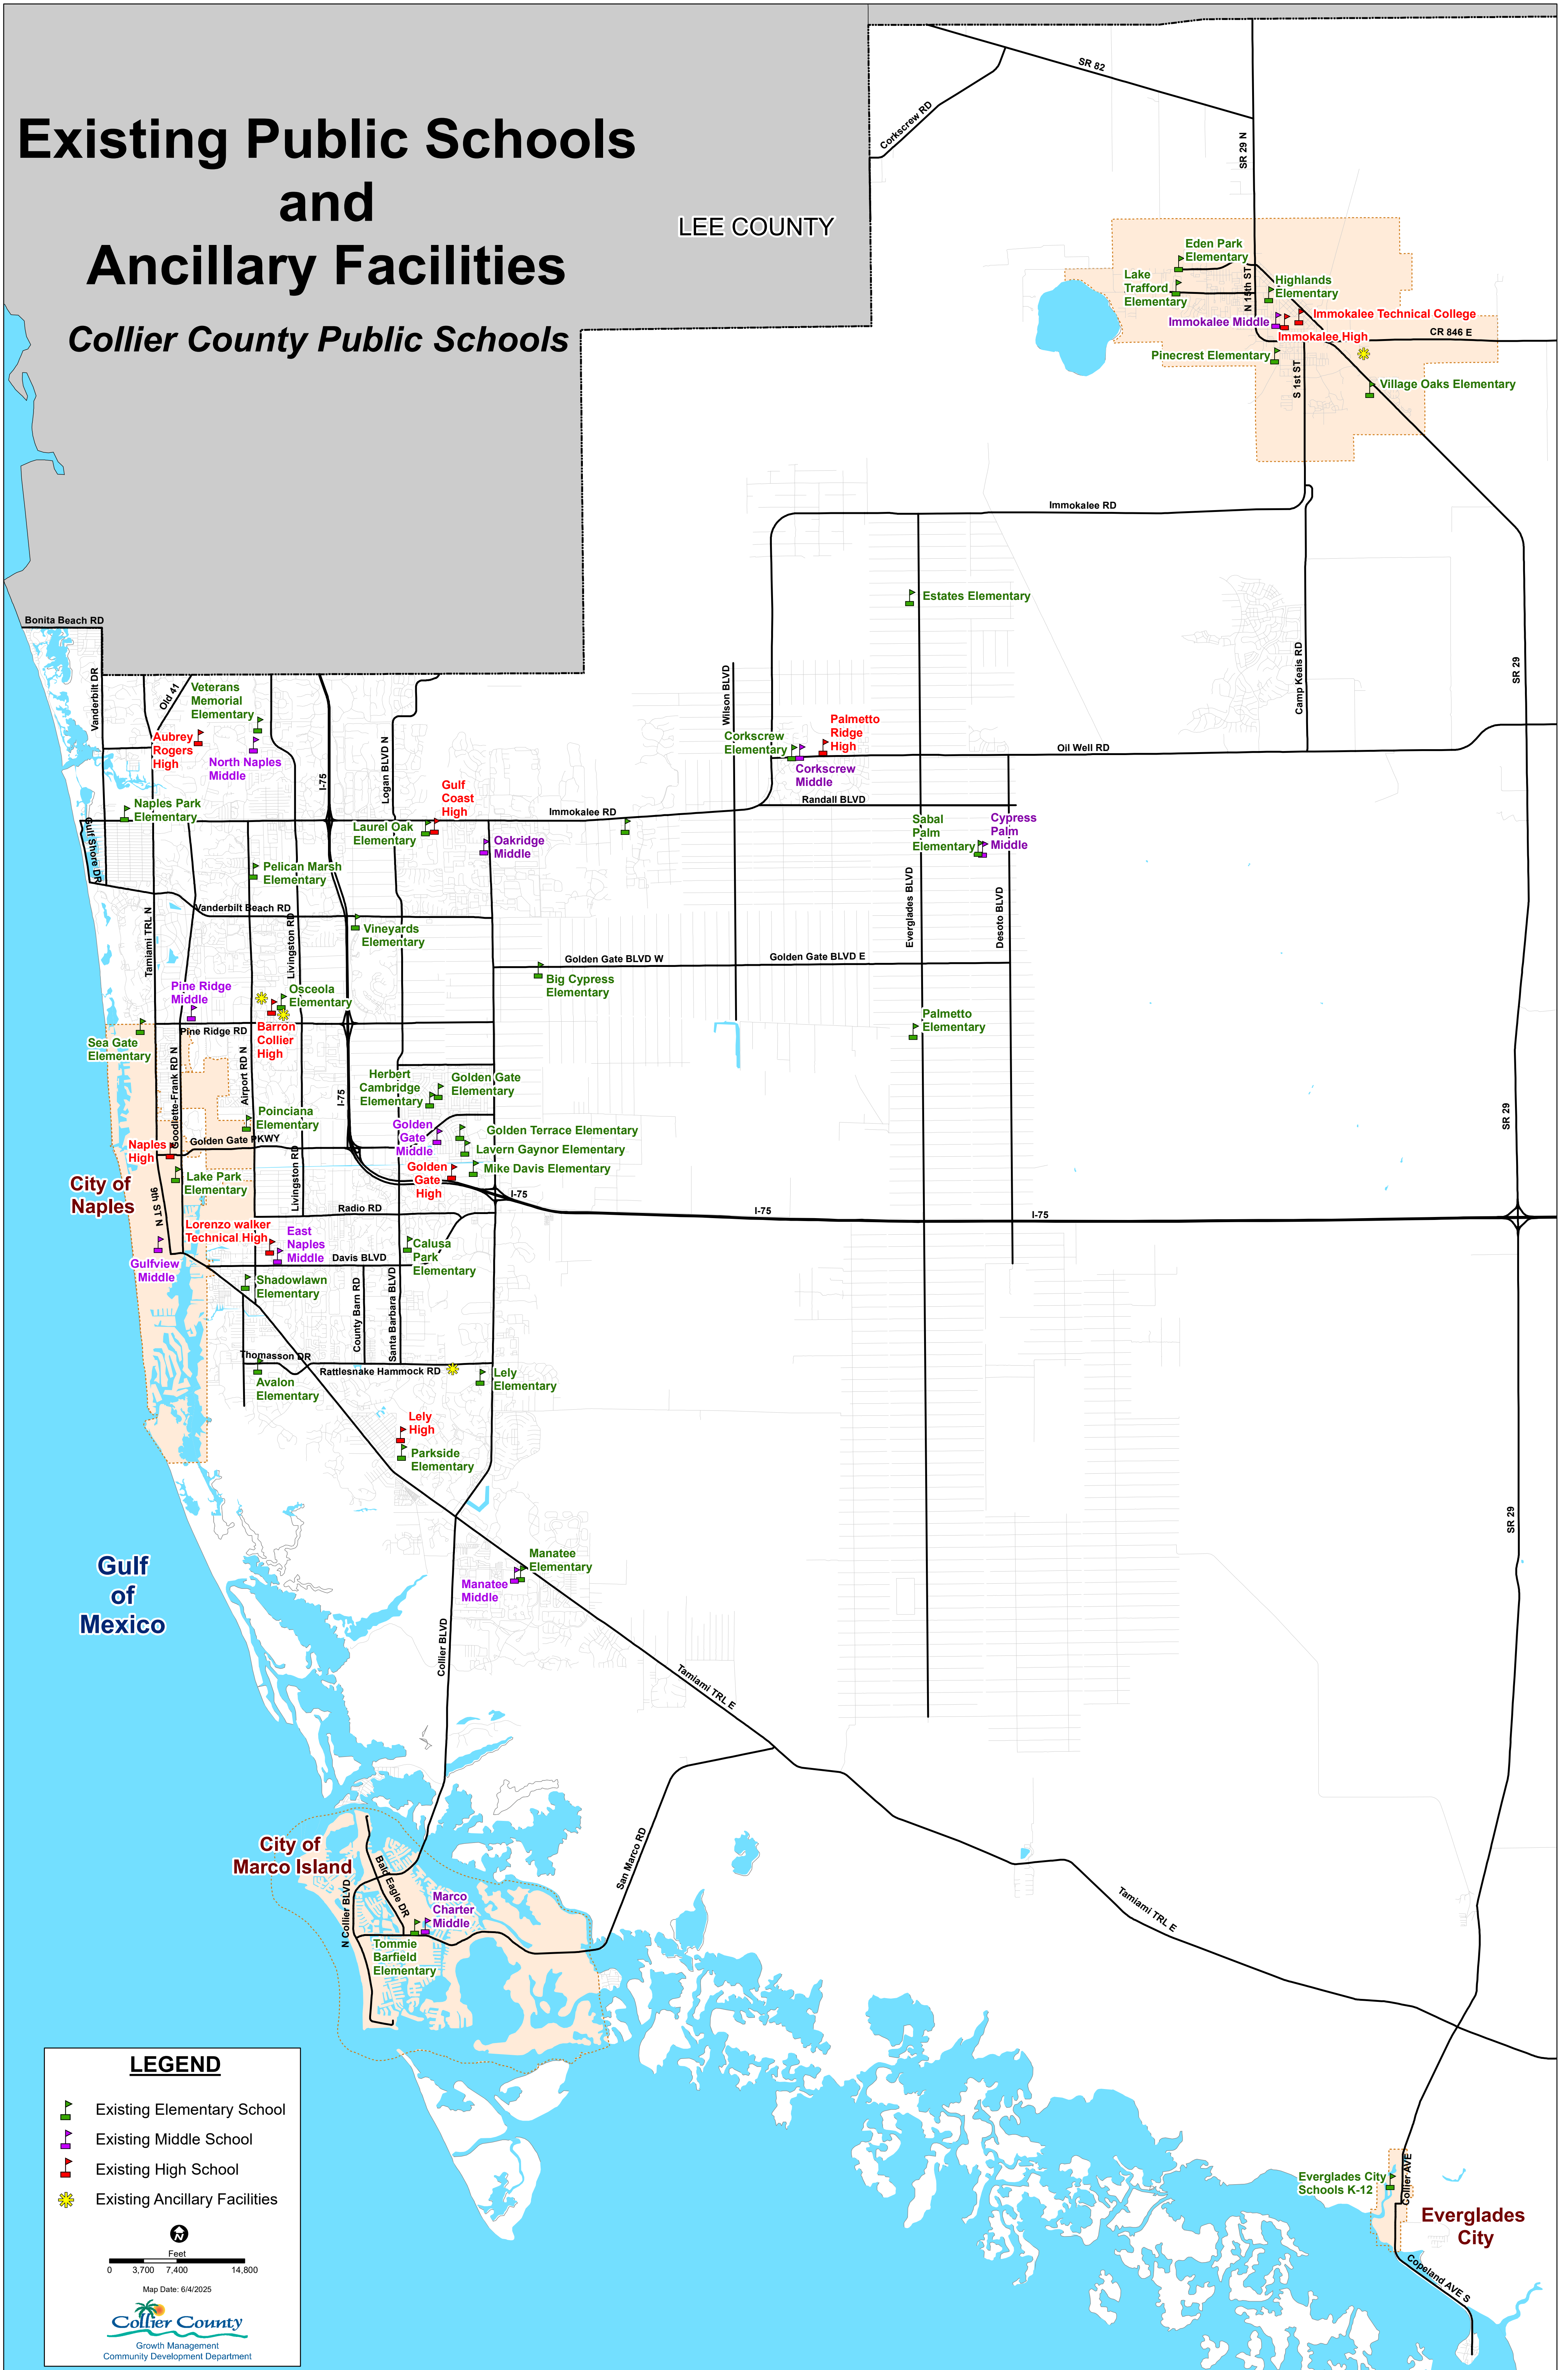 Existing Public Schools
and
Ancillary Facilities
Collier County Public Schools
LEE COUNTY
SR 82
Corkscrew RD
SR 29 N
Eden Park
Elementary
Lake
Trafford
Elementary
N 15th ST
Highlands
Elementary
Immokalee Middle
Immokalee Technical College
Immokalee High
CR 846 E
Pinecrest Elementary
S 1st ST
Village Oaks Elementary
Immokalee RD
Estates Elementary
Camp Keais RD
SR 29
Bonita Beach RD
Vanderbilt DR
Old 41
Veterans
Memorial
Elementary
Aubrey
Rogers
High
North Naples
Middle
I-75
Logan BLVD N
Wilson BLVD
Corkscrew
Elementary
Palmetto
Ridge
High
Corkscrew
Middle
Oil Well RD
Randall BLVD
Naples Park
Elementary
Gulf Shore DR
Gulf
Coast
High
Laurel Oak
Elementary
Immokalee RD
Oakridge
Middle
Sabal
Palm
Elementary
Cypress
Palm
Middle
Pelican Marsh
Elementary
Vanderbilt Beach RD
Tamiami TRL N
Livingston RD
Vineyards
Elementary
Everglades BLVD
Desoto BLVD
Golden Gate BLVD W
Golden Gate BLVD E
Big Cypress
Elementary
Pine Ridge
Middle
Osceola
Elementary
Barron
Collier
High
Pine Ridge RD
Sea Gate
Elementary
Palmetto
Elementary
Goodlette-Frank RD N
Airport RD N
I-75
Herbert
Cambridge
Elementary
Golden Gate
Elementary
Poinciana
Elementary
Golden
Gate
Middle
Golden Terrace Elementary
Lavern Gaynor Elementary
Mike Davis Elementary
Golden
Gate
High
Naples
High
Golden Gate PKWY
Lake Park
Elementary
City of
Naples
Livingston RD
9th ST N
Radio RD
I-75
I-75
I-75
SR 29
Lorenzo walker
Technical High
East
Naples
Middle
Gulfview
Middle
Davis BLVD
Calusa
Park
Elementary
Shadowlawn
Elementary
County Barn RD
Santa Barbara BLVD
Thomasson DR
Rattlesnake Hammock RD
Avalon
Elementary
Lely
Elementary
Lely
High
Parkside
Elementary
SR 29
Gulf
of
Mexico
Manatee
Elementary
Manatee
Middle
Collier BLVD
Tamiami TRL E
City of
Marco Island
Bald Eagle DR
N Collier BLVD
San Marco RD
Marco
Charter
Middle
Tommie
Barfield
Elementary
Tamiami TRL E
Everglades City
Schools K-12
Collier AVE
Everglades
City
Copeland AVE S
LEGEND
Existing Elementary School
Existing Middle School
Existing High School
Existing Ancillary Facilities
N
Feet
0 3,700 7,400 14,800
Map Date: 6/4/2025
Collier County
Growth Management
Community Development Department